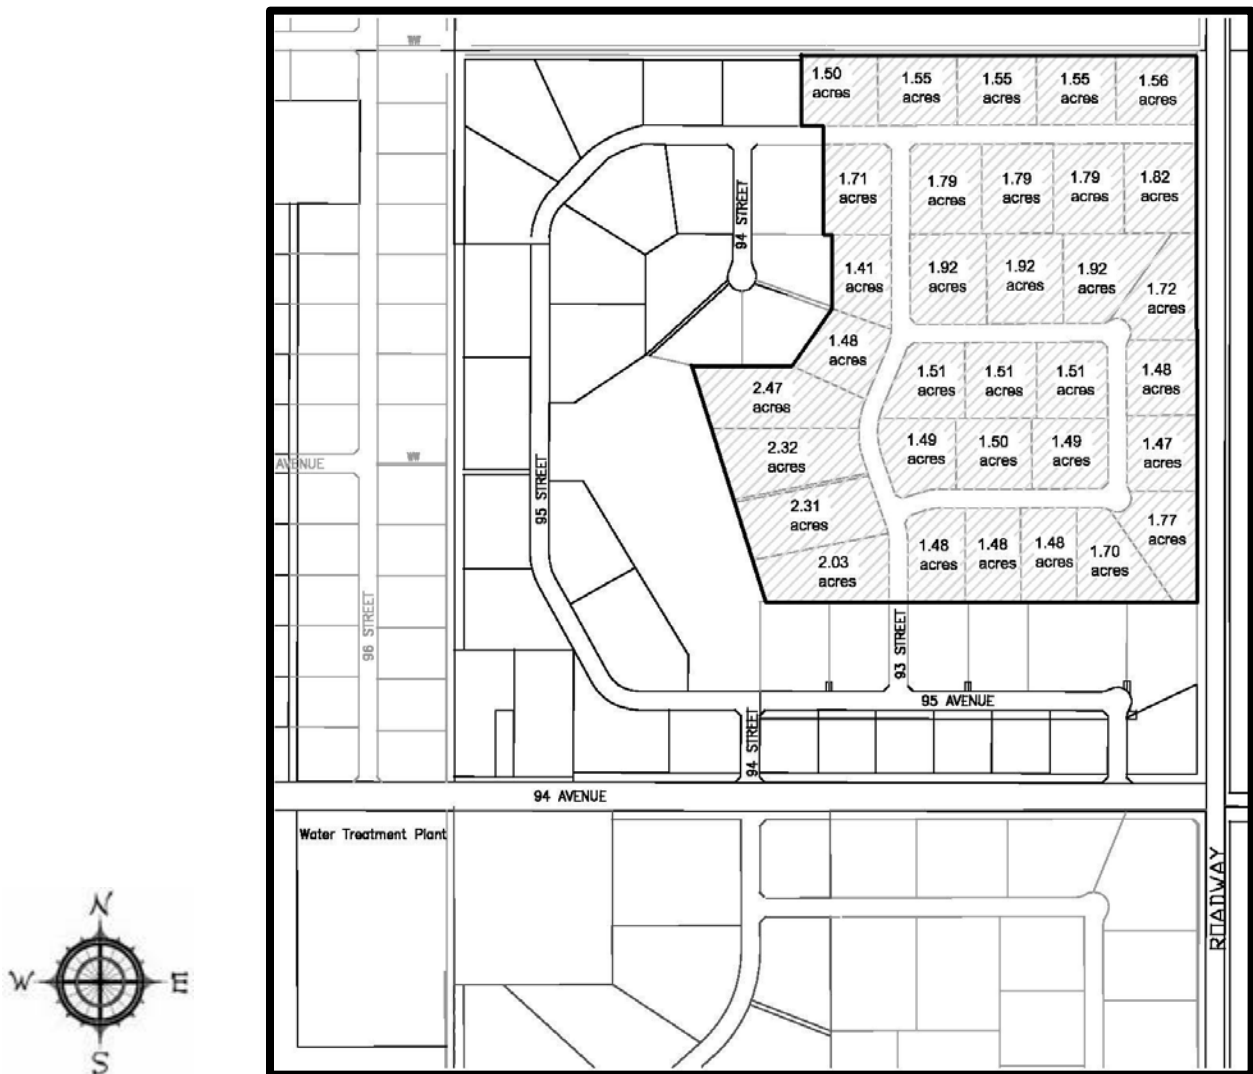 W
1.50 acres
1.55 acres
1.55 acres
1.55 acres
1.56 acres
1.71 acres
1.79 acres
1.79 acres
1.79 acres
1.82 acres
94 STREET
1.41 acres
1.92 acres
1.92 acres
1.92 acres
1.72 acres
1.48 acres
1.51 acres
1.51 acres
1.51 acres
1.48 acres
2.47 acres
2.32 acres
1.49 acres
1.50 acres
1.49 acres
1.47 acres
AVENUE
W
95 STREET
2.31 acres
1.77 acres
2.03 acres
1.48 acres
1.48 acres
1.48 acres
1.70 acres
96 STREET
93 STREET
95 AVENUE
94 STREET
94 AVENUE
Water Treatment Plant
ROADWAY
N
W
E
S